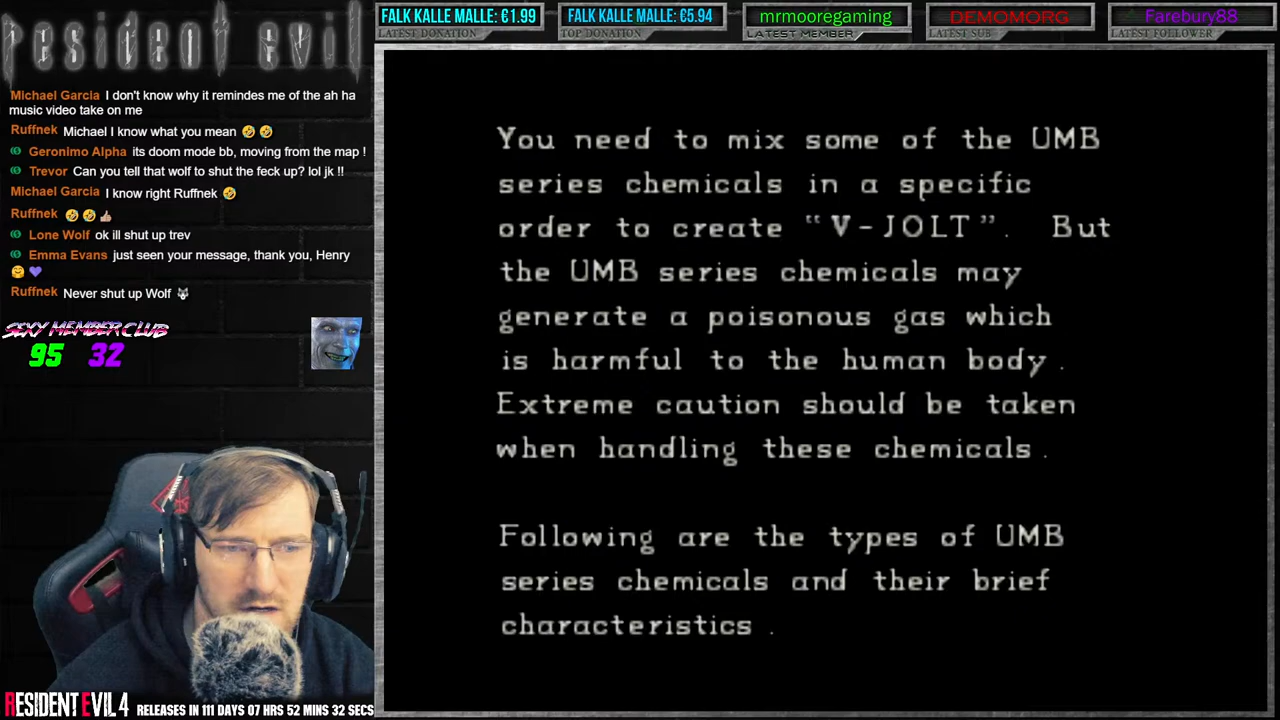 resident evil
FALK KALLE MALLE: €1.99
LATEST DONATION
FALK KALLE MALLE: €5.94
TOP DONATION
mrmooregaming
LATEST MEMBER
DEMOMORG
LATEST SUB
Farebury88
LATEST FOLLOWER
Michael Garcia I don't know why it remindes me of the ah ha
music video take on me
Ruffnek Michael I know what you mean 🤣 🤣
Geronimo Alpha its doom mode bb, moving from the map !
Trevor Can you tell that wolf to shut the feck up? lol jk !!
Michael Garcia I know right Ruffnek 🤣
Ruffnek 🤣 🤣 👍🏼
Lone Wolf ok ill shut up trev
Emma Evans just seen your message, thank you, Henry
🤗 💜
Ruffnek Never shut up Wolf 🐺
SEXY MEMBER CLUB
95 32
You need to mix some of the UMB
series chemicals in a specific
order to create "V-JOLT". But
the UMB series chemicals may
generate a poisonous gas which
is harmful to the human body.
Extreme caution should be taken
when handling these chemicals.
Following are the types of UMB
series chemicals and their brief
characteristics.
RESIDENT EVIL 4 RELEASES IN 111 DAYS 07 HRS 52 MINS 32 SECS